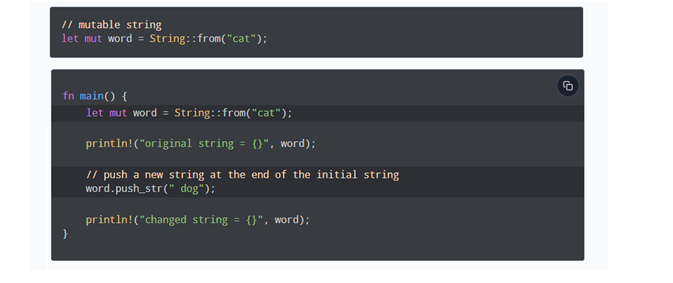 // mutable string
let mut word = String::from("cat");
fn main() {
    let mut word = String::from("cat");
    println!("original string = {}", word);
    // push a new string at the end of the initial string
    word.push_str(" dog");
    println!("changed string = {}", word);
}